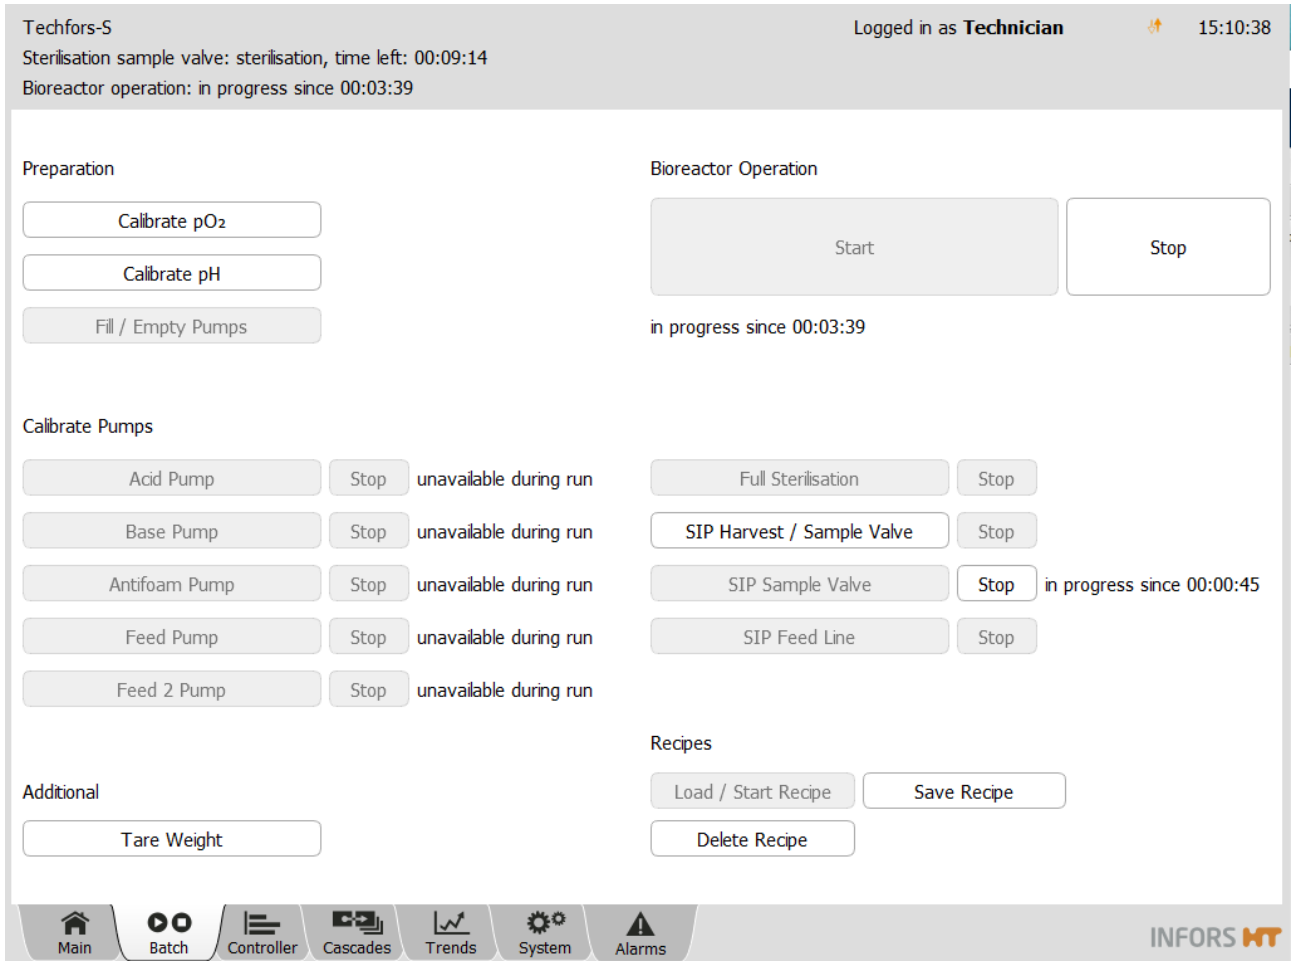 Techfors-S
Logged in as Technician
15:10:38
Sterilisation sample valve: sterilisation, time left: 00:09:14
Bioreactor operation: in progress since 00:03:39
Preparation
Calibrate pO₂
Calibrate pH
Fill / Empty Pumps
Bioreactor Operation
Start
Stop
in progress since 00:03:39
Calibrate Pumps
Acid Pump Stop unavailable during run
Base Pump Stop unavailable during run
Antifoam Pump Stop unavailable during run
Feed Pump Stop unavailable during run
Feed 2 Pump Stop unavailable during run
Full Sterilisation Stop
SIP Harvest / Sample Valve Stop
SIP Sample Valve Stop in progress since 00:00:45
SIP Feed Line Stop
Additional
Tare Weight
Recipes
Load / Start Recipe Save Recipe
Delete Recipe
Main Batch Controller Cascades Trends System Alarms
INFORS HT